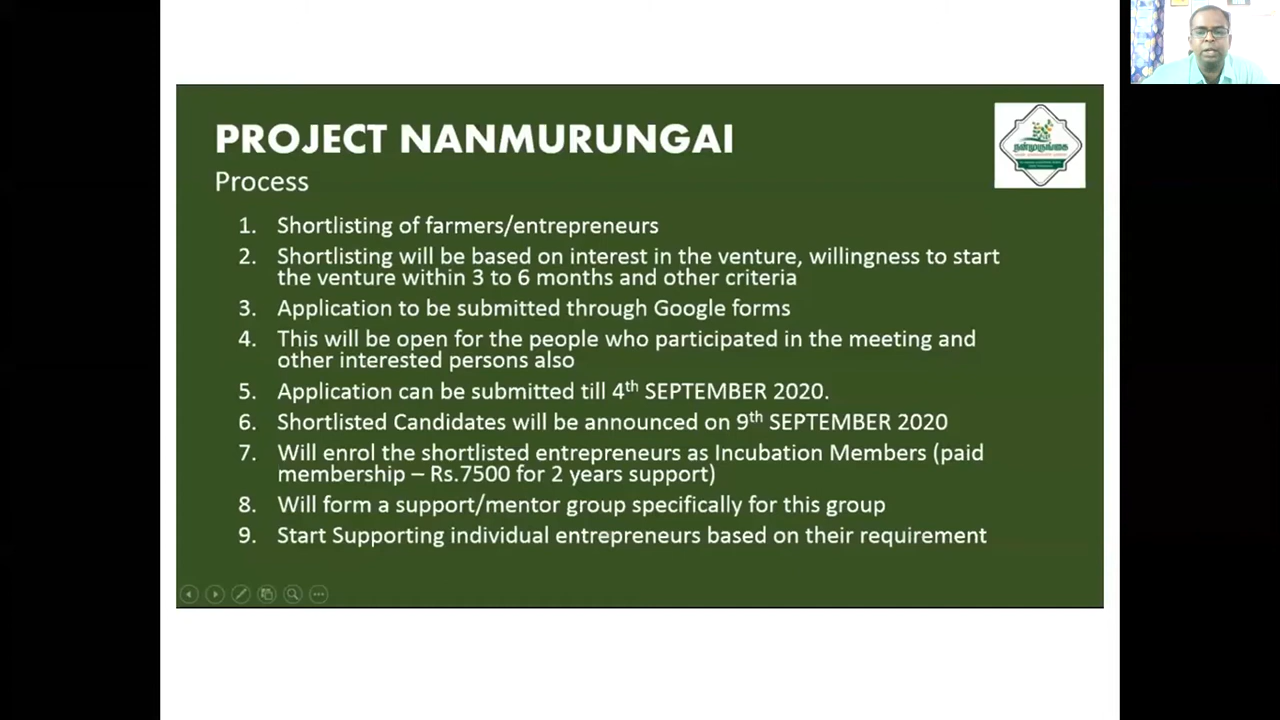 PROJECT NANMURUNGAI
Process
நன்முருங்கை
1. Shortlisting of farmers/entrepreneurs
2. Shortlisting will be based on interest in the venture, willingness to start
the venture within 3 to 6 months and other criteria
3. Application to be submitted through Google forms
4. This will be open for the people who participated in the meeting and
other interested persons also
5. Application can be submitted till 4th SEPTEMBER 2020.
6. Shortlisted Candidates will be announced on 9th SEPTEMBER 2020
7. Will enrol the shortlisted entrepreneurs as Incubation Members (paid
membership – Rs.7500 for 2 years support)
8. Will form a support/mentor group specifically for this group
9. Start Supporting individual entrepreneurs based on their requirement